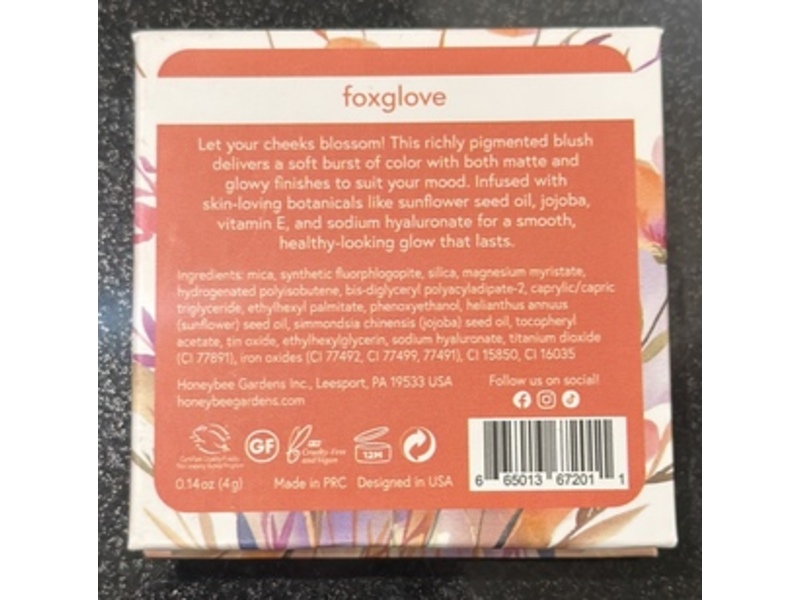 foxglove
Let your cheeks blossom! This richly pigmented blush
delivers a soft burst of color with both matte and
glowy finishes to suit your mood. Infused with
skin-loving botanicals like sunflower seed oil, jojoba,
vitamin E, and sodium hyaluronate for a smooth,
healthy-looking glow that lasts.
Ingredients: mica, synthetic fluorphlogopite, silica, magnesium myristate,
hydrogenated polyisobutene, bis-diglyceryl polyacyladipate-2, caprylic/capric
triglyceride, ethylhexyl palmitate, phenoxyethanol, helianthus annuus
(sunflower) seed oil, simmondsia chinensis (jojoba) seed oil, tocopheryl
acetate, tin oxide, ethylhexylglycerin, sodium hyaluronate, titanium dioxide
(CI 77891), iron oxides (CI 77492, CI 77499, 77491), CI 15850, CI 16035
Honeybee Gardens Inc., Leesport, PA 19533 USA
honeybeegardens.com
Follow us on social!
GF
Cruelty-Free
and vegan
12M
0.14 oz (4 g)
Made in PRC
Designed in USA
6 65013 67201 1